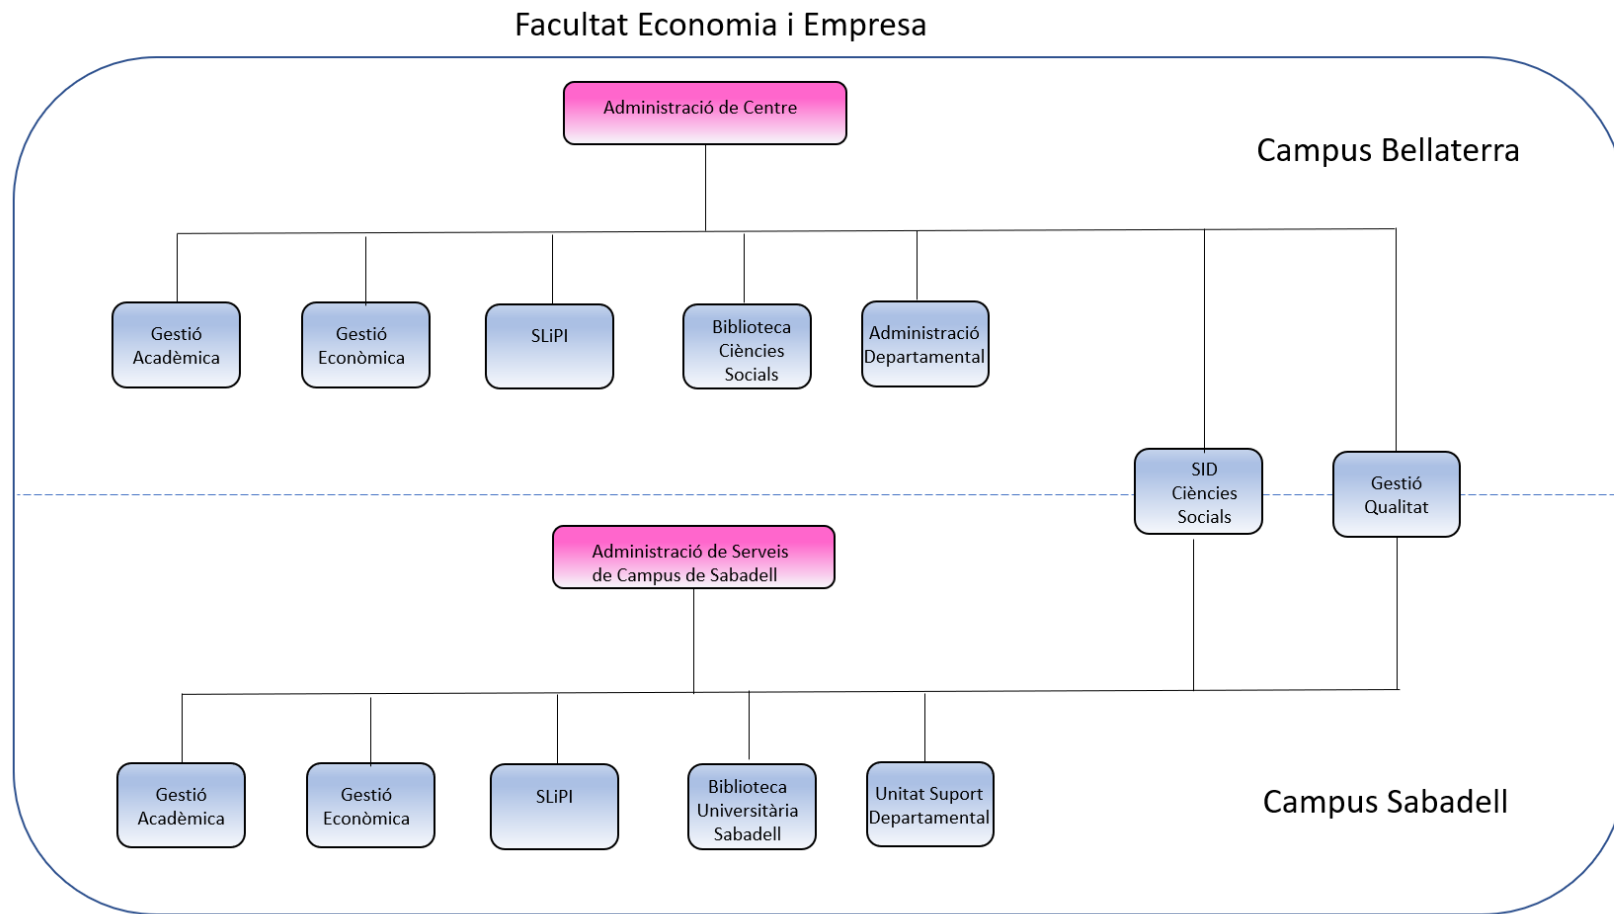 Facultat Economia i Empresa
Administració de Centre
Campus Bellaterra
Gestió
Acadèmica
Gestió
Econòmica
SLiPI
Biblioteca
Ciències
Socials
Administració
Departamental
SID
Ciències
Socials
Gestió
Qualitat
Administració de Serveis
de Campus de Sabadell
Gestió
Acadèmica
Gestió
Econòmica
SLiPI
Biblioteca
Universitària
Sabadell
Unitat Suport
Departamental
Campus Sabadell